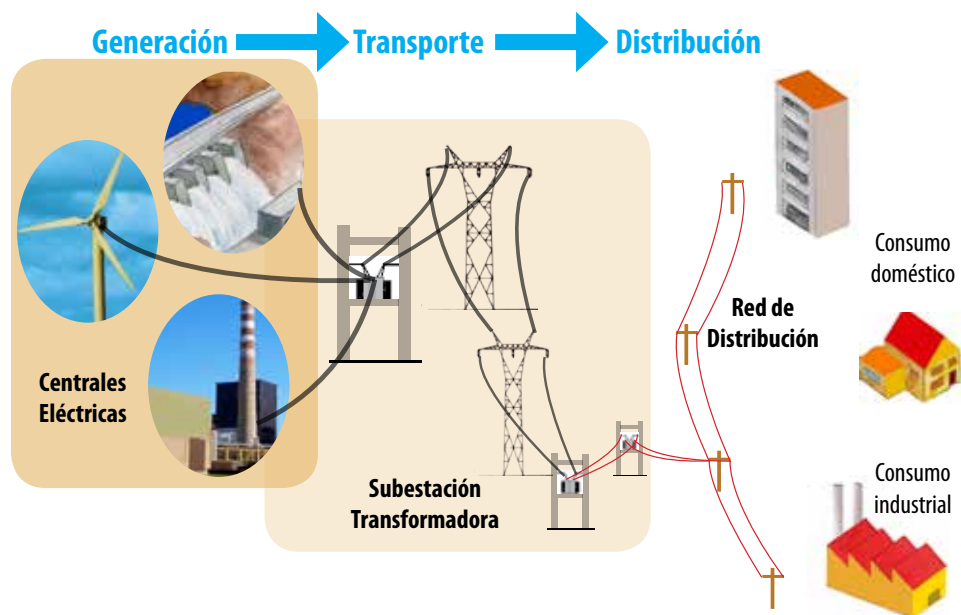 Generación Transporte Distribución
Consumo
doméstico
Red de
Distribución
Centrales
Eléctricas
Consumo
industrial
Subestación
Transformadora